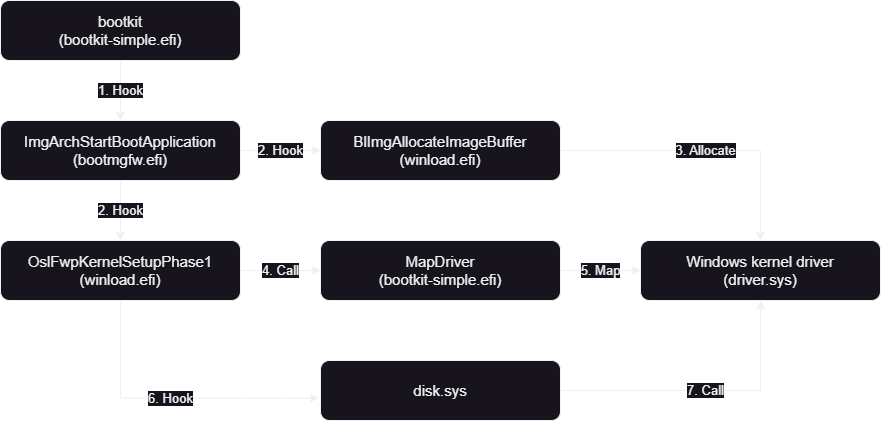 bootkit
(bootkit-simple.efi)
1. Hook
ImgArchStartBootApplication
(bootmgfw.efi)
2. Hook
BlImgAllocateImageBuffer
(winload.efi)
3. Allocate
2. Hook
OslFwpKernelSetupPhase1
(winload.efi)
4. Call
MapDriver
(bootkit-simple.efi)
5. Map
Windows kernel driver
(driver.sys)
6. Hook
disk.sys
7. Call